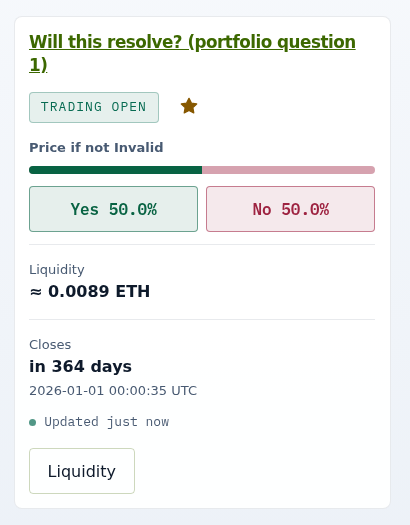 Will this resolve? (portfolio question
1)
TRADING OPEN
Price if not Invalid
Yes 50.0%
No 50.0%
Liquidity
≈ 0.0089 ETH
Closes
in 364 days
2026-01-01 00:00:35 UTC
Updated just now
Liquidity